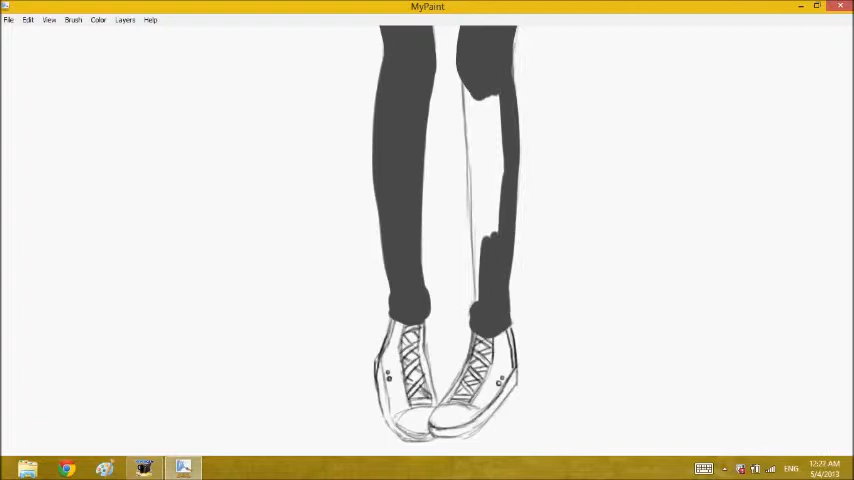 MyPaint
File Edit View Brush Color Layers Help
ENG
12:22 AM
5/4/2013